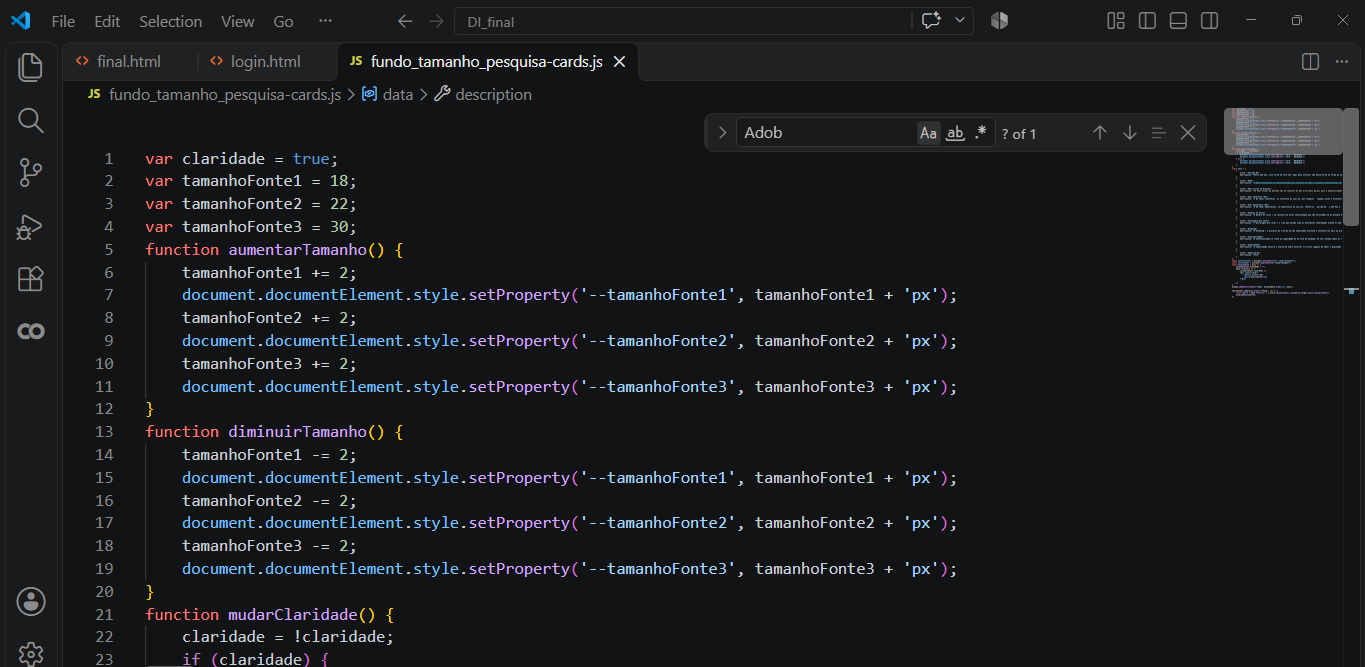 File Edit Selection View Go ··· DI_final
final.html login.html JS fundo_tamanho_pesquisa-cards.js
JS fundo_tamanho_pesquisa-cards.js > data > description
Adob Aa ab .* ? of 1
1 var claridade = true;
2 var tamanhoFonte1 = 18;
3 var tamanhoFonte2 = 22;
4 var tamanhoFonte3 = 30;
5 function aumentarTamanho() {
6 tamanhoFonte1 += 2;
7 document.documentElement.style.setProperty('--tamanhoFonte1', tamanhoFonte1 + 'px');
8 tamanhoFonte2 += 2;
9 document.documentElement.style.setProperty('--tamanhoFonte2', tamanhoFonte2 + 'px');
10 tamanhoFonte3 += 2;
11 document.documentElement.style.setProperty('--tamanhoFonte3', tamanhoFonte3 + 'px');
12 }
13 function diminuirTamanho() {
14 tamanhoFonte1 -= 2;
15 document.documentElement.style.setProperty('--tamanhoFonte1', tamanhoFonte1 + 'px');
16 tamanhoFonte2 -= 2;
17 document.documentElement.style.setProperty('--tamanhoFonte2', tamanhoFonte2 + 'px');
18 tamanhoFonte3 -= 2;
19 document.documentElement.style.setProperty('--tamanhoFonte3', tamanhoFonte3 + 'px');
20 }
21 function mudarClaridade() {
22 claridade = !claridade;
23 if (claridade) {